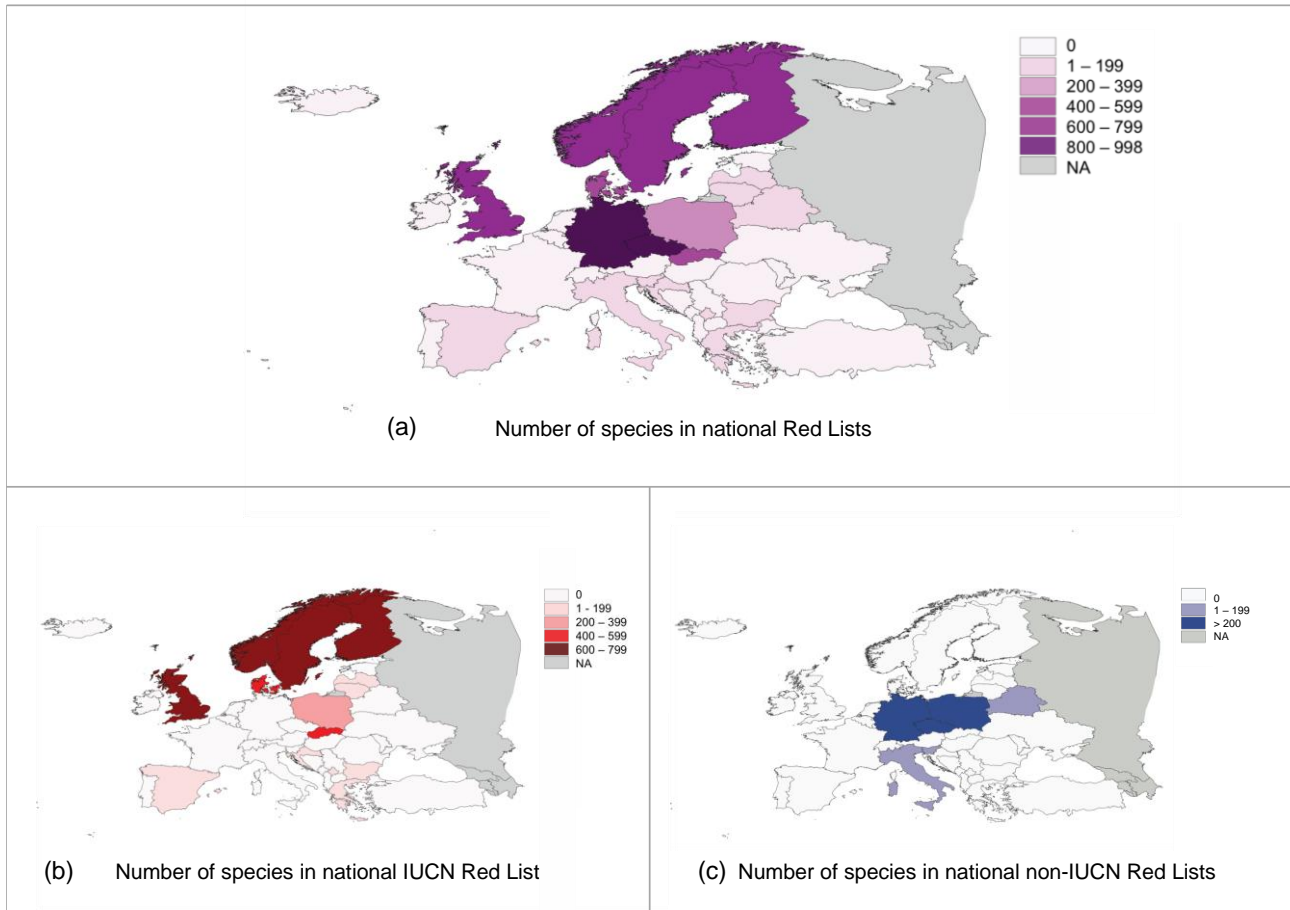 0
1 – 199
200 – 399
400 – 599
600 – 799
800 – 998
NA
(a) Number of species in national Red Lists
0
1 - 199
200 – 399
400 – 599
600 – 799
NA
(b) Number of species in national IUCN Red List
0
1 – 199
> 200
NA
(c) Number of species in national non-IUCN Red Lists